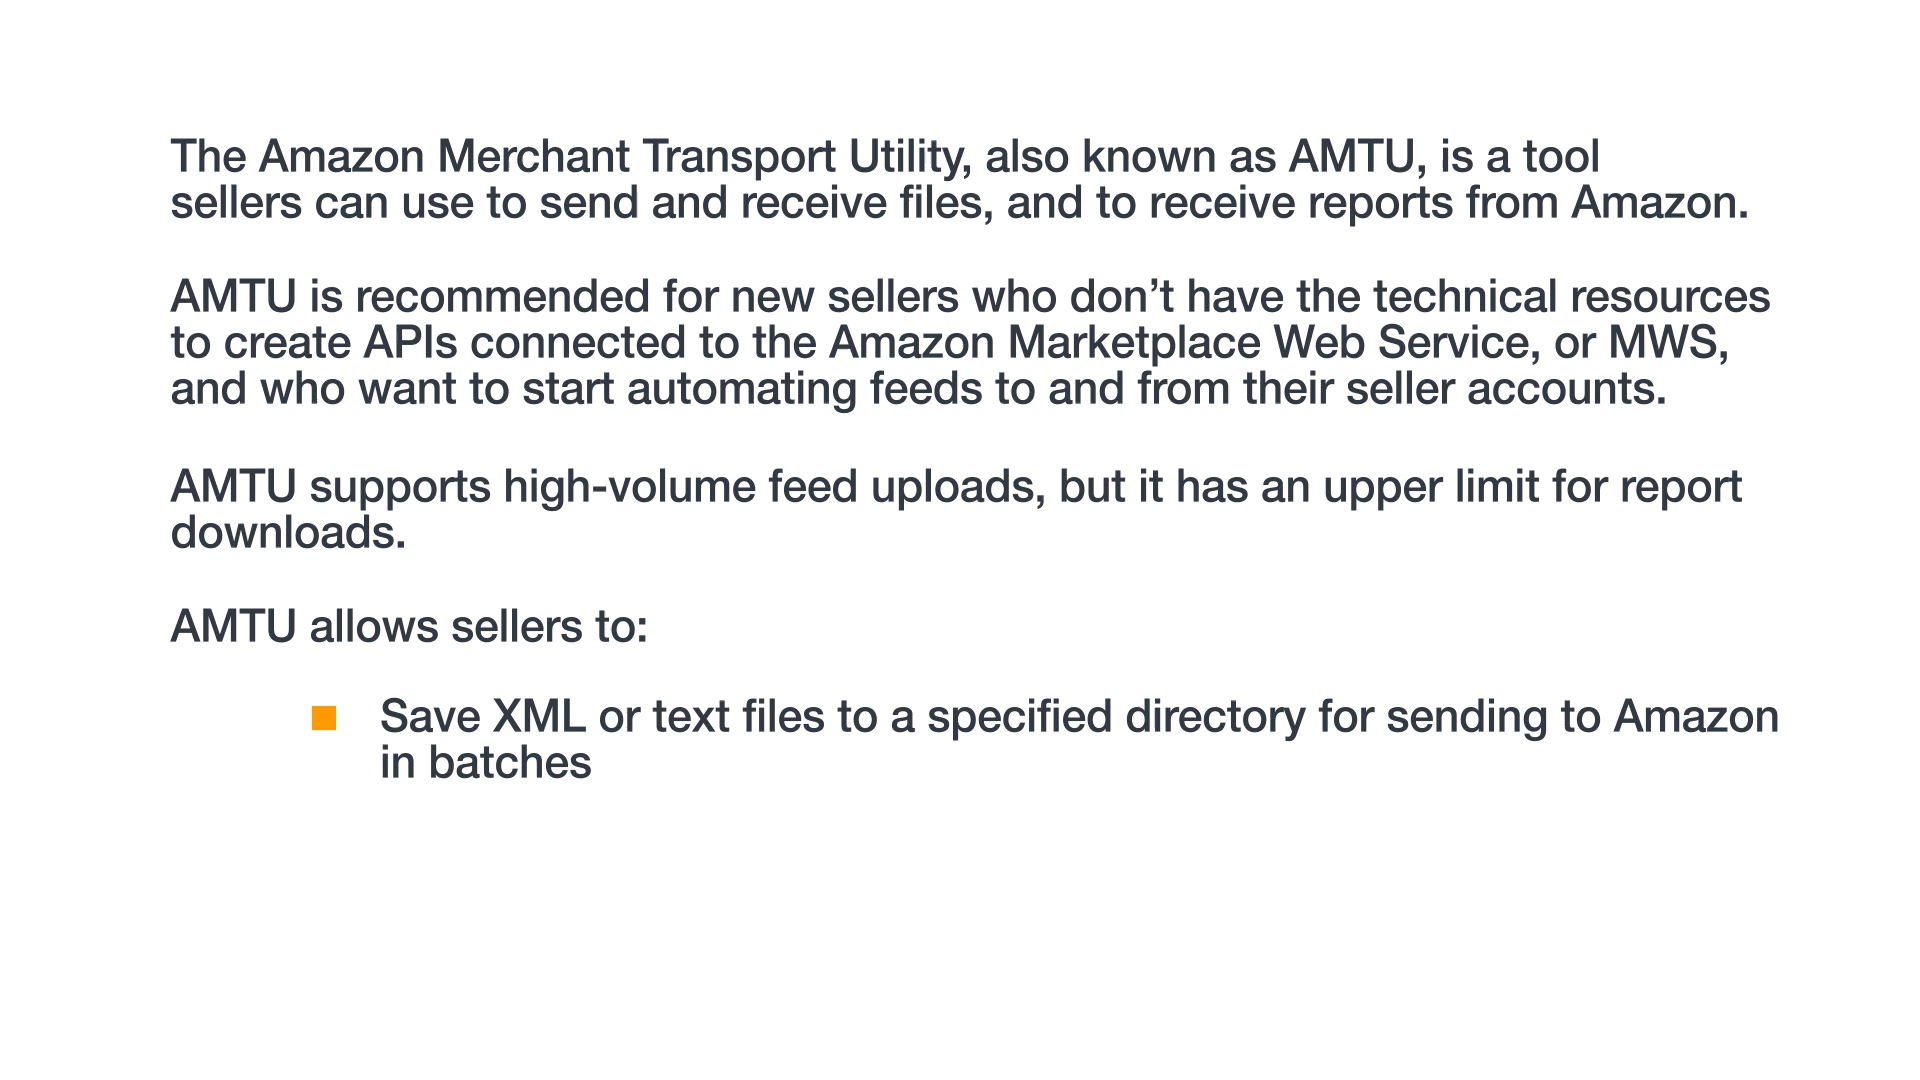 The Amazon Merchant Transport Utility, also known as AMTU, is a tool
sellers can use to send and receive files, and to receive reports from Amazon.
AMTU is recommended for new sellers who don’t have the technical resources
to create APIs connected to the Amazon Marketplace Web Service, or MWS,
and who want to start automating feeds to and from their seller accounts.
AMTU supports high-volume feed uploads, but it has an upper limit for report
downloads.
AMTU allows sellers to:
Save XML or text files to a specified directory for sending to Amazon
in batches